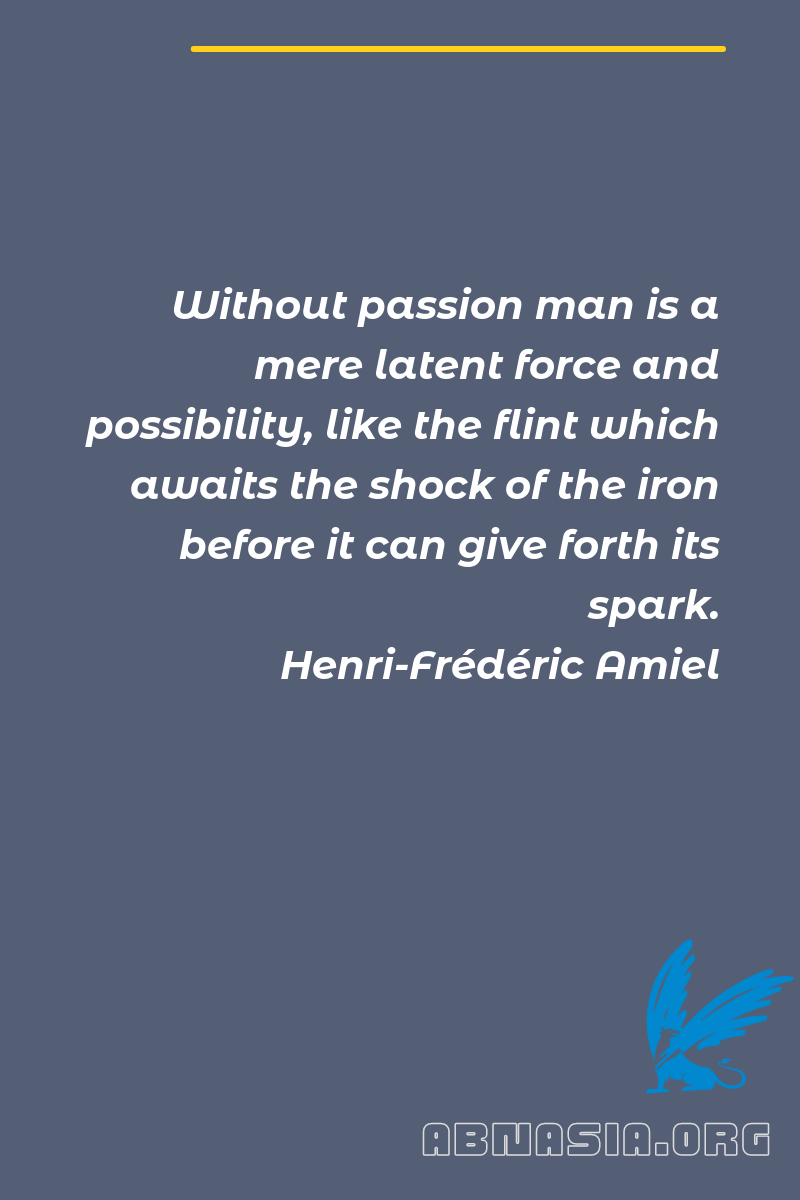 Without passion man is a
mere latent force and
possibility, like the flint which
awaits the shock of the iron
before it can give forth its
spark.
Henri-Frédéric Amiel
ABNASIA.ORG